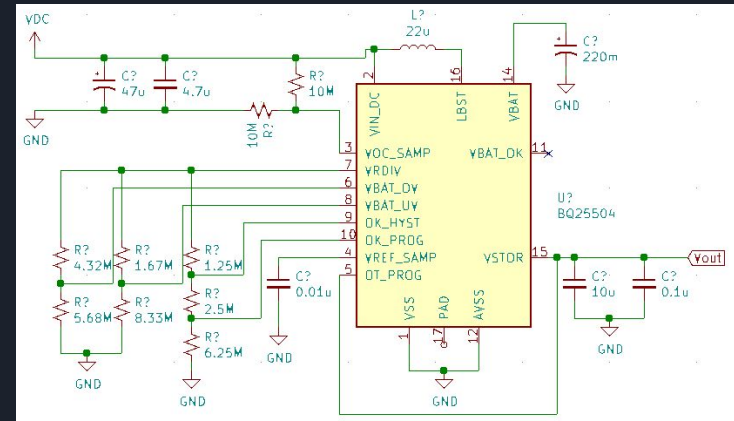 VDC
L?
22u
C?
47u
C?
4.7u
R?
10M
10M
R?
GND
C?
220m
GND
2
16
14
VIN_DC
LBST
VBAT
3
VOC_SAMP
7
VRDIV
6
VBAT_OV
8
VBAT_UV
9
OK_HYST
10
OK_PROG
4
VREF_SAMP
5
OT_PROG
VBAT_OK
11
VSTOR
15
U?
BQ25504
VSS
PAD
AVSS
1
17
12
GND
R?
4.32M
R?
1.67M
R?
1.25M
R?
5.68M
R?
8.33M
R?
2.5M
R?
6.25M
GND
GND
C?
0.01u
GND
Vout
C?
10u
C?
0.1u
GND